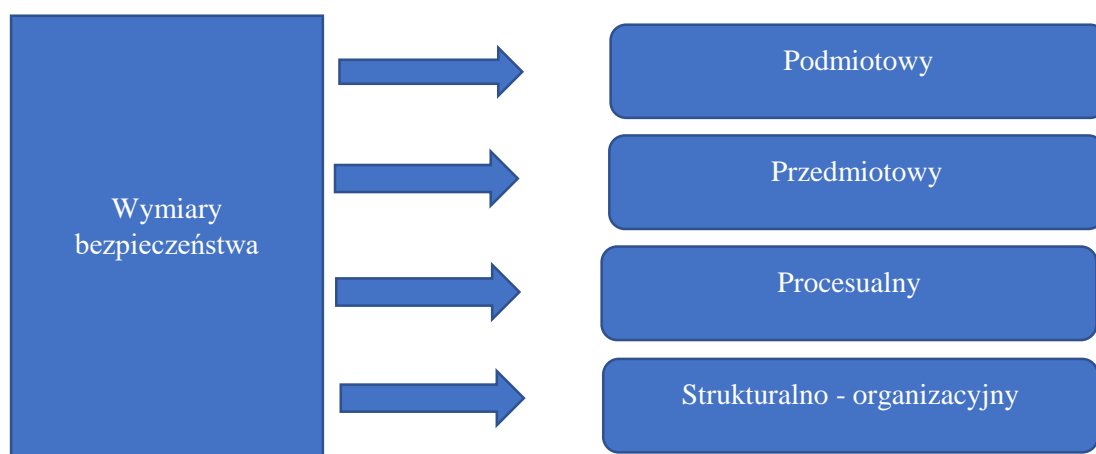 Wymiary
bezpieczeństwa
Podmiotowy
Przedmiotowy
Procesualny
Strukturalno - organizacyjny